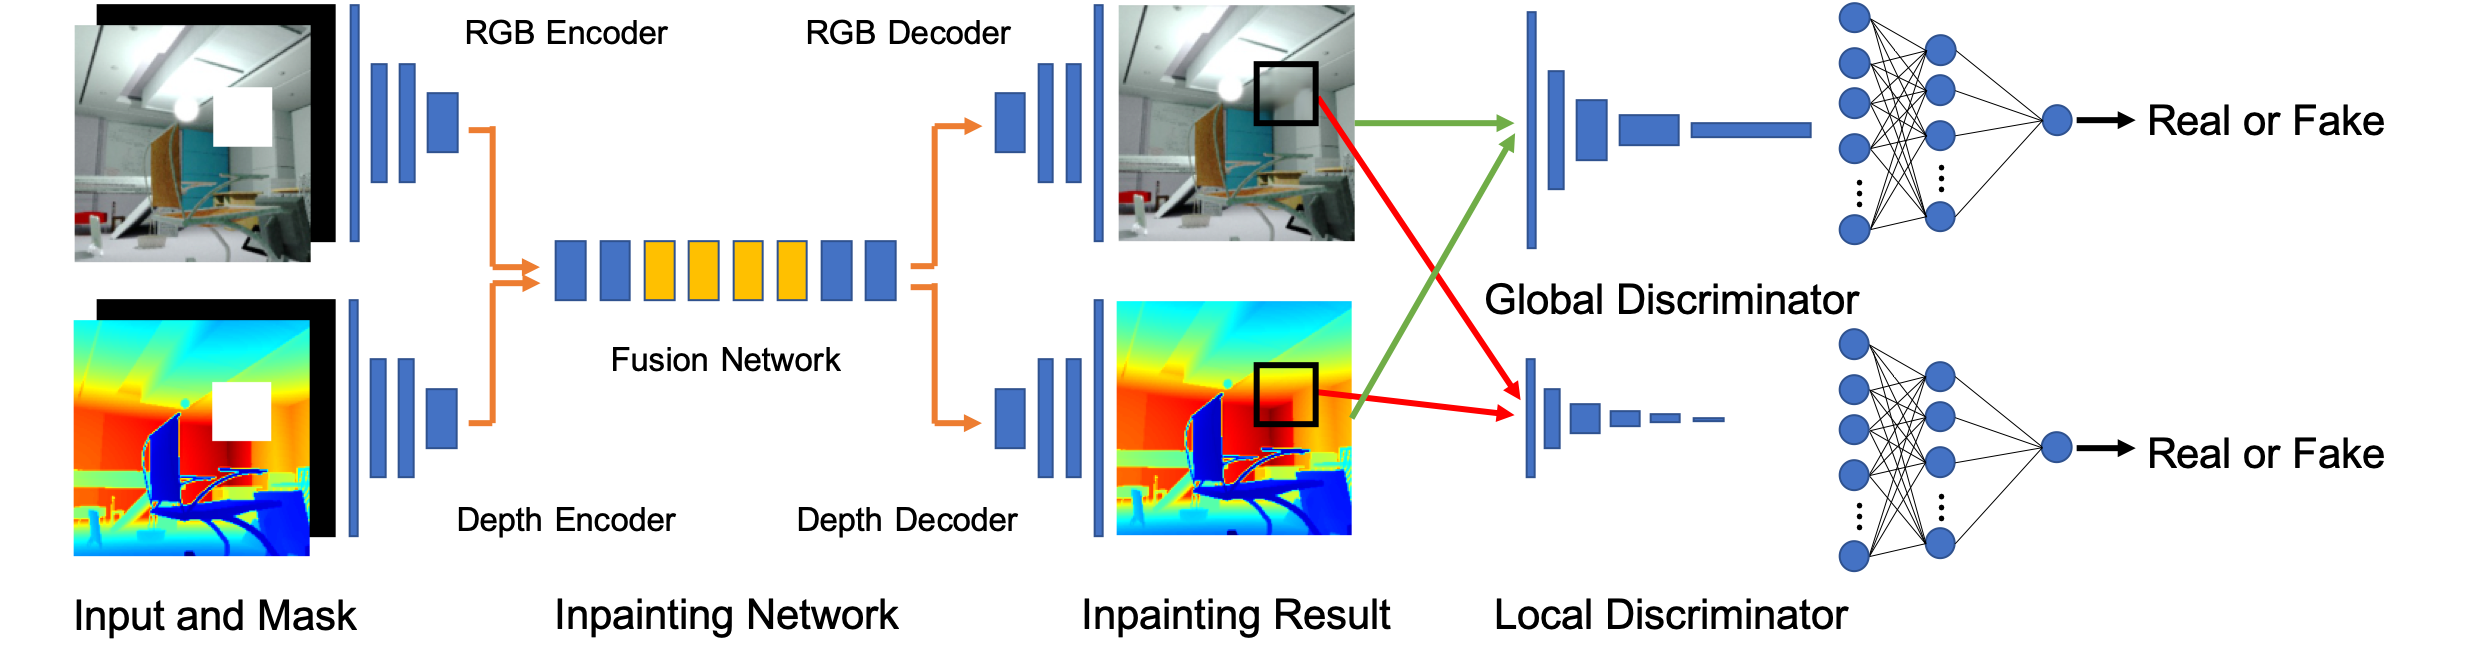 RGB Encoder
RGB Decoder
Real or Fake
Global Discriminator
Fusion Network
Real or Fake
Depth Encoder
Depth Decoder
Input and Mask
Inpainting Network
Inpainting Result
Local Discriminator